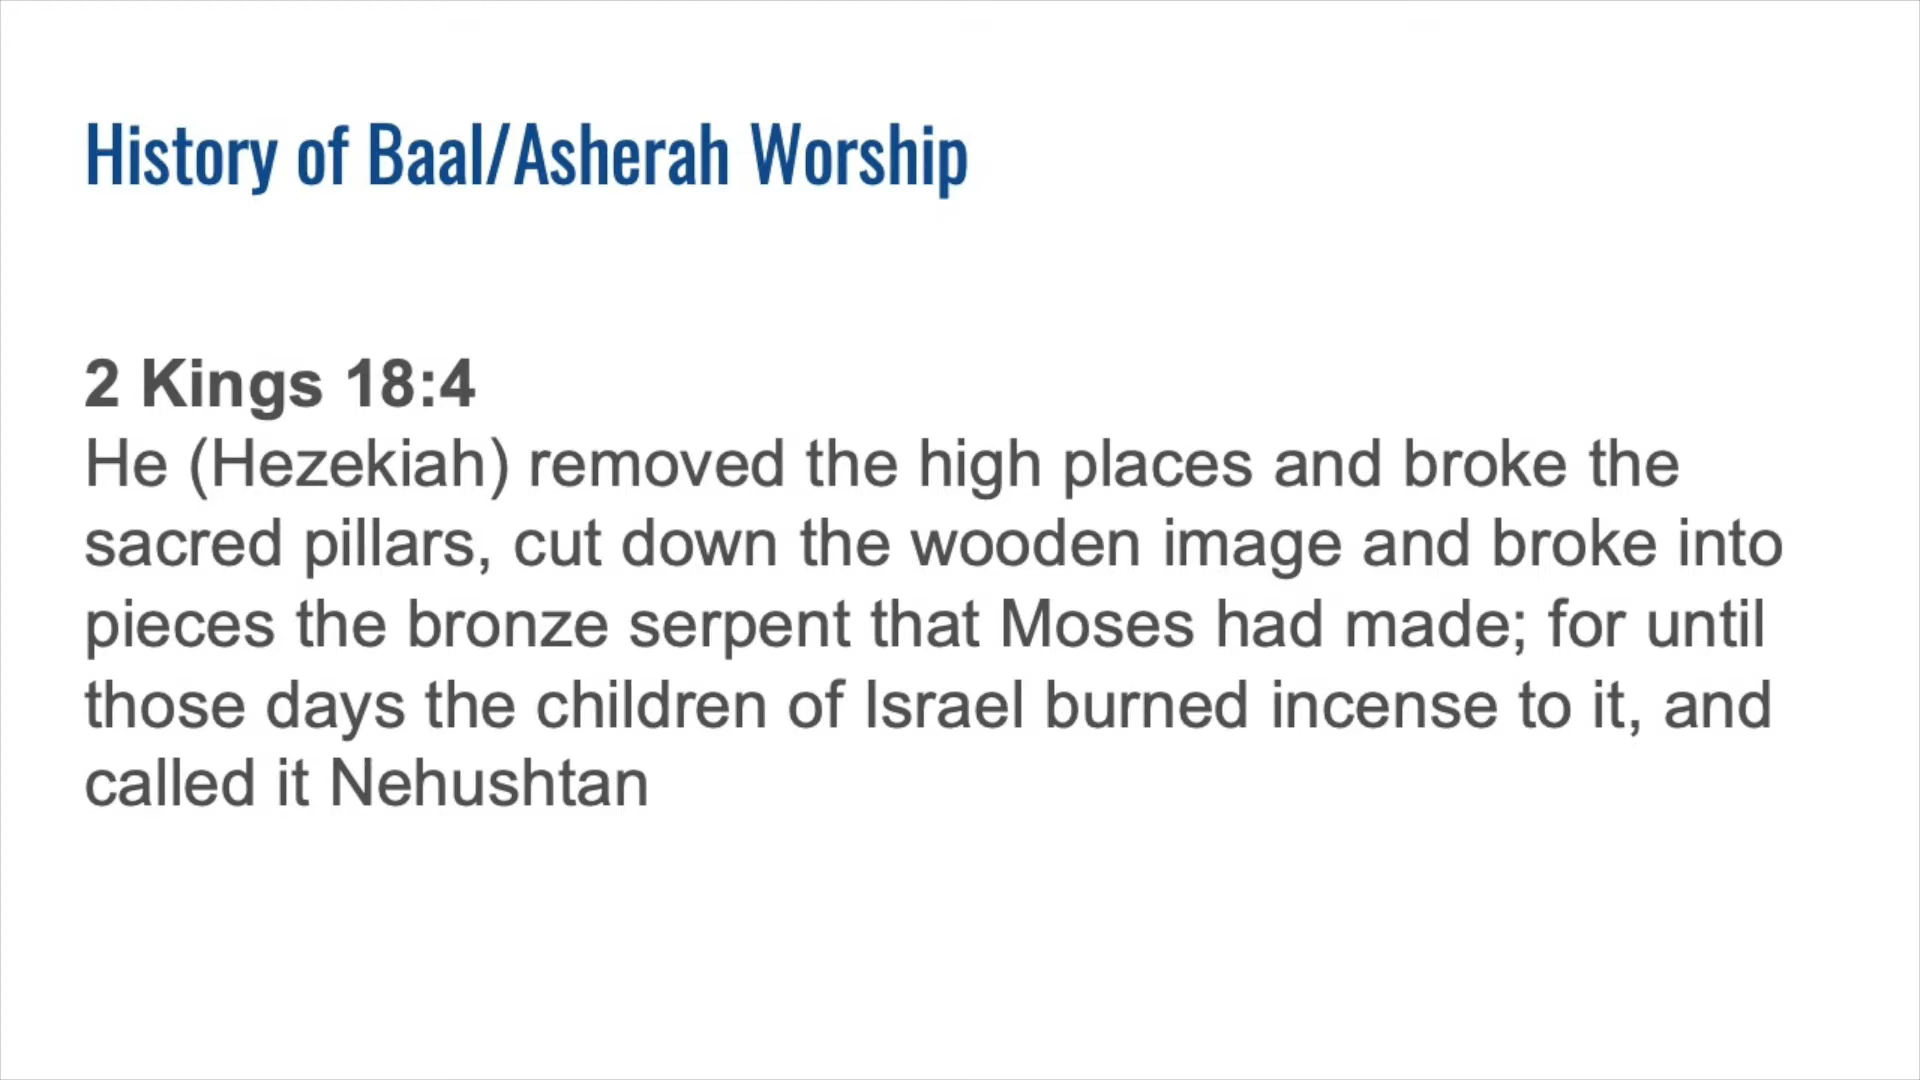 History of Baal/Asherah Worship
2 Kings 18:4
He (Hezekiah) removed the high places and broke the
sacred pillars, cut down the wooden image and broke into
pieces the bronze serpent that Moses had made; for until
those days the children of Israel burned incense to it, and
called it Nehushtan